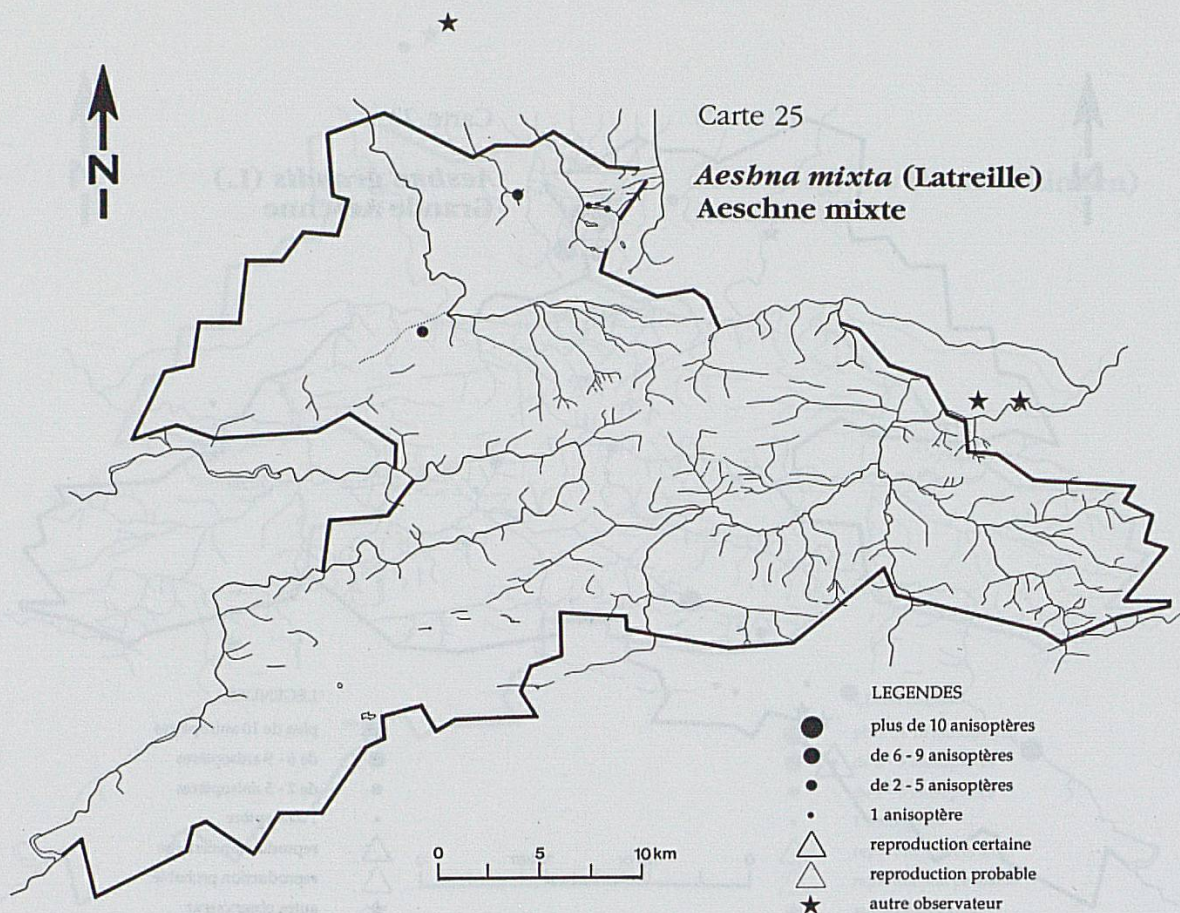 N
Carte 25
Aeshna mixta (Latreille)
Aeschne mixte
LEGENDES
plus de 10 anisoptères
de 6 - 9 anisoptères
de 2 - 5 anisoptères
1 anisoptère
reproduction certaine
reproduction probable
autre observateur
0 5 10 km